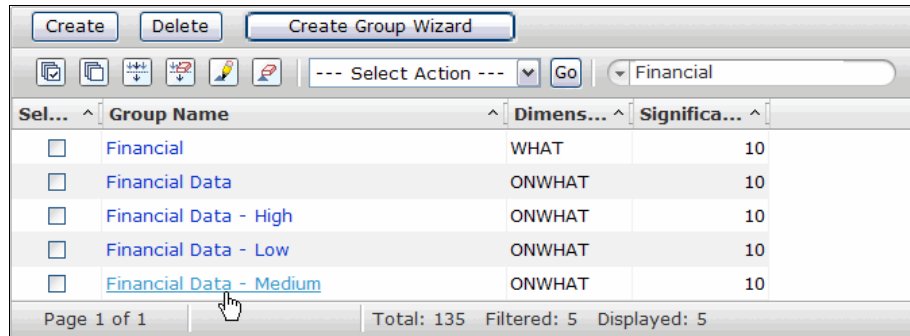 Create Delete Create Group Wizard
--- Select Action --- Go Financial
Sel... Group Name Dimens... Significa...
Financial WHAT 10
Financial Data ONWHAT 10
Financial Data - High ONWHAT 10
Financial Data - Low ONWHAT 10
Financial Data - Medium ONWHAT 10
Page 1 of 1 Total: 135 Filtered: 5 Displayed: 5